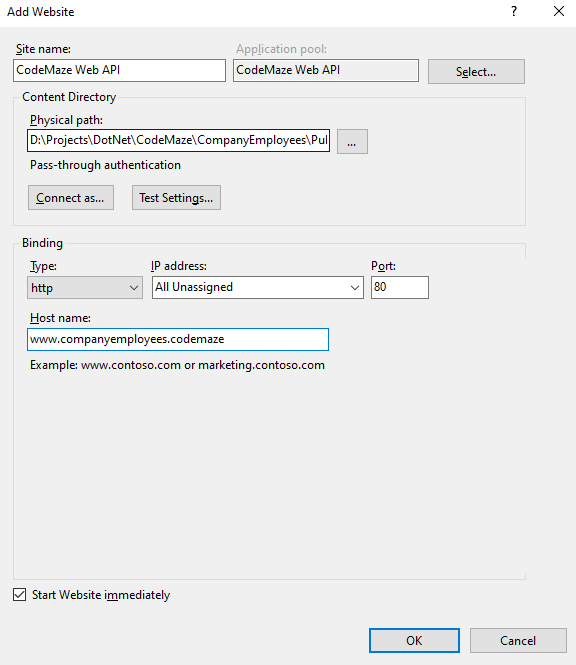 Add Website
?
Site name:
Application pool:
CodeMaze Web API
CodeMaze Web API
Select...
Content Directory
Physical path:
D:\Projects\DotNet\CodeMaze\CompanyEmployees\Pul
...
Pass-through authentication
Connect as...
Test Settings...
Binding
Type:
IP address:
Port:
http
All Unassigned
80
Host name:
www.companyemployees.codemaze
Example: www.contoso.com or marketing.contoso.com
Start Website immediately
OK
Cancel